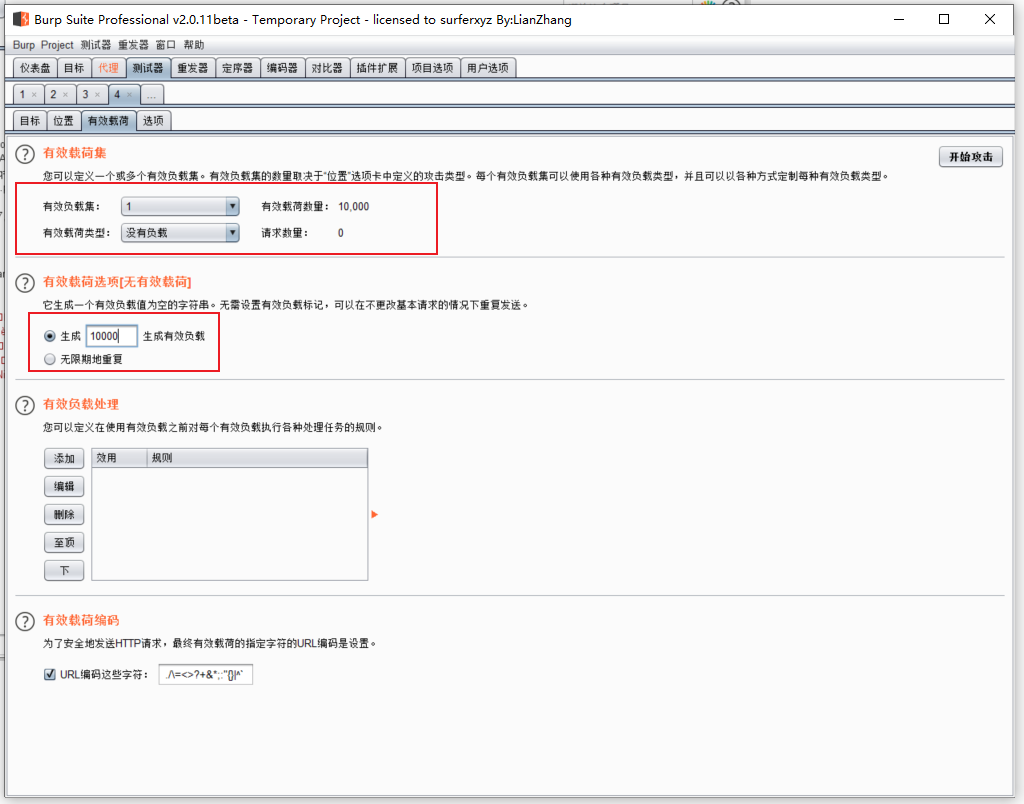 Burp Suite Professional v2.0.11beta - Temporary Project - licensed to surferxyz By:LianZhang
Burp Project 测试器 重发器 窗口 帮助
仪表盘 目标 代理 测试器 重发器 定序器 编码器 对比器 插件扩展 项目选项 用户选项
1 × 2 × 3 × 4 × ...
目标 位置 有效载荷 选项
? 有效载荷集
开始攻击
您可以定义一个或多个有效负载集。有效负载集的数量取决于“位置”选项卡中定义的攻击类型。每个有效负载集可以使用各种有效负载类型，并且可以以各种方式定制每种有效负载类型。
有效负载集： 1 有效载荷数量： 10,000
有效载荷类型： 没有负载 请求数量： 0
? 有效载荷选项[无有效载荷]
它生成一个有效负载值为空的字符串。无需设置有效负载标记，可以在不更改基本请求的情况下重复发送。
生成 10000 生成有效负载
无限期地重复
? 有效负载处理
您可以定义在使用有效负载之前对每个有效负载执行各种处理任务的规则。
添加 效用 规则
编辑
删除
至顶
下
? 有效载荷编码
为了安全地发送HTTP请求，最终有效载荷的指定字符的URL编码是设置。
URL编码这些字符： ./\=<>?+&*;:"{}|^`